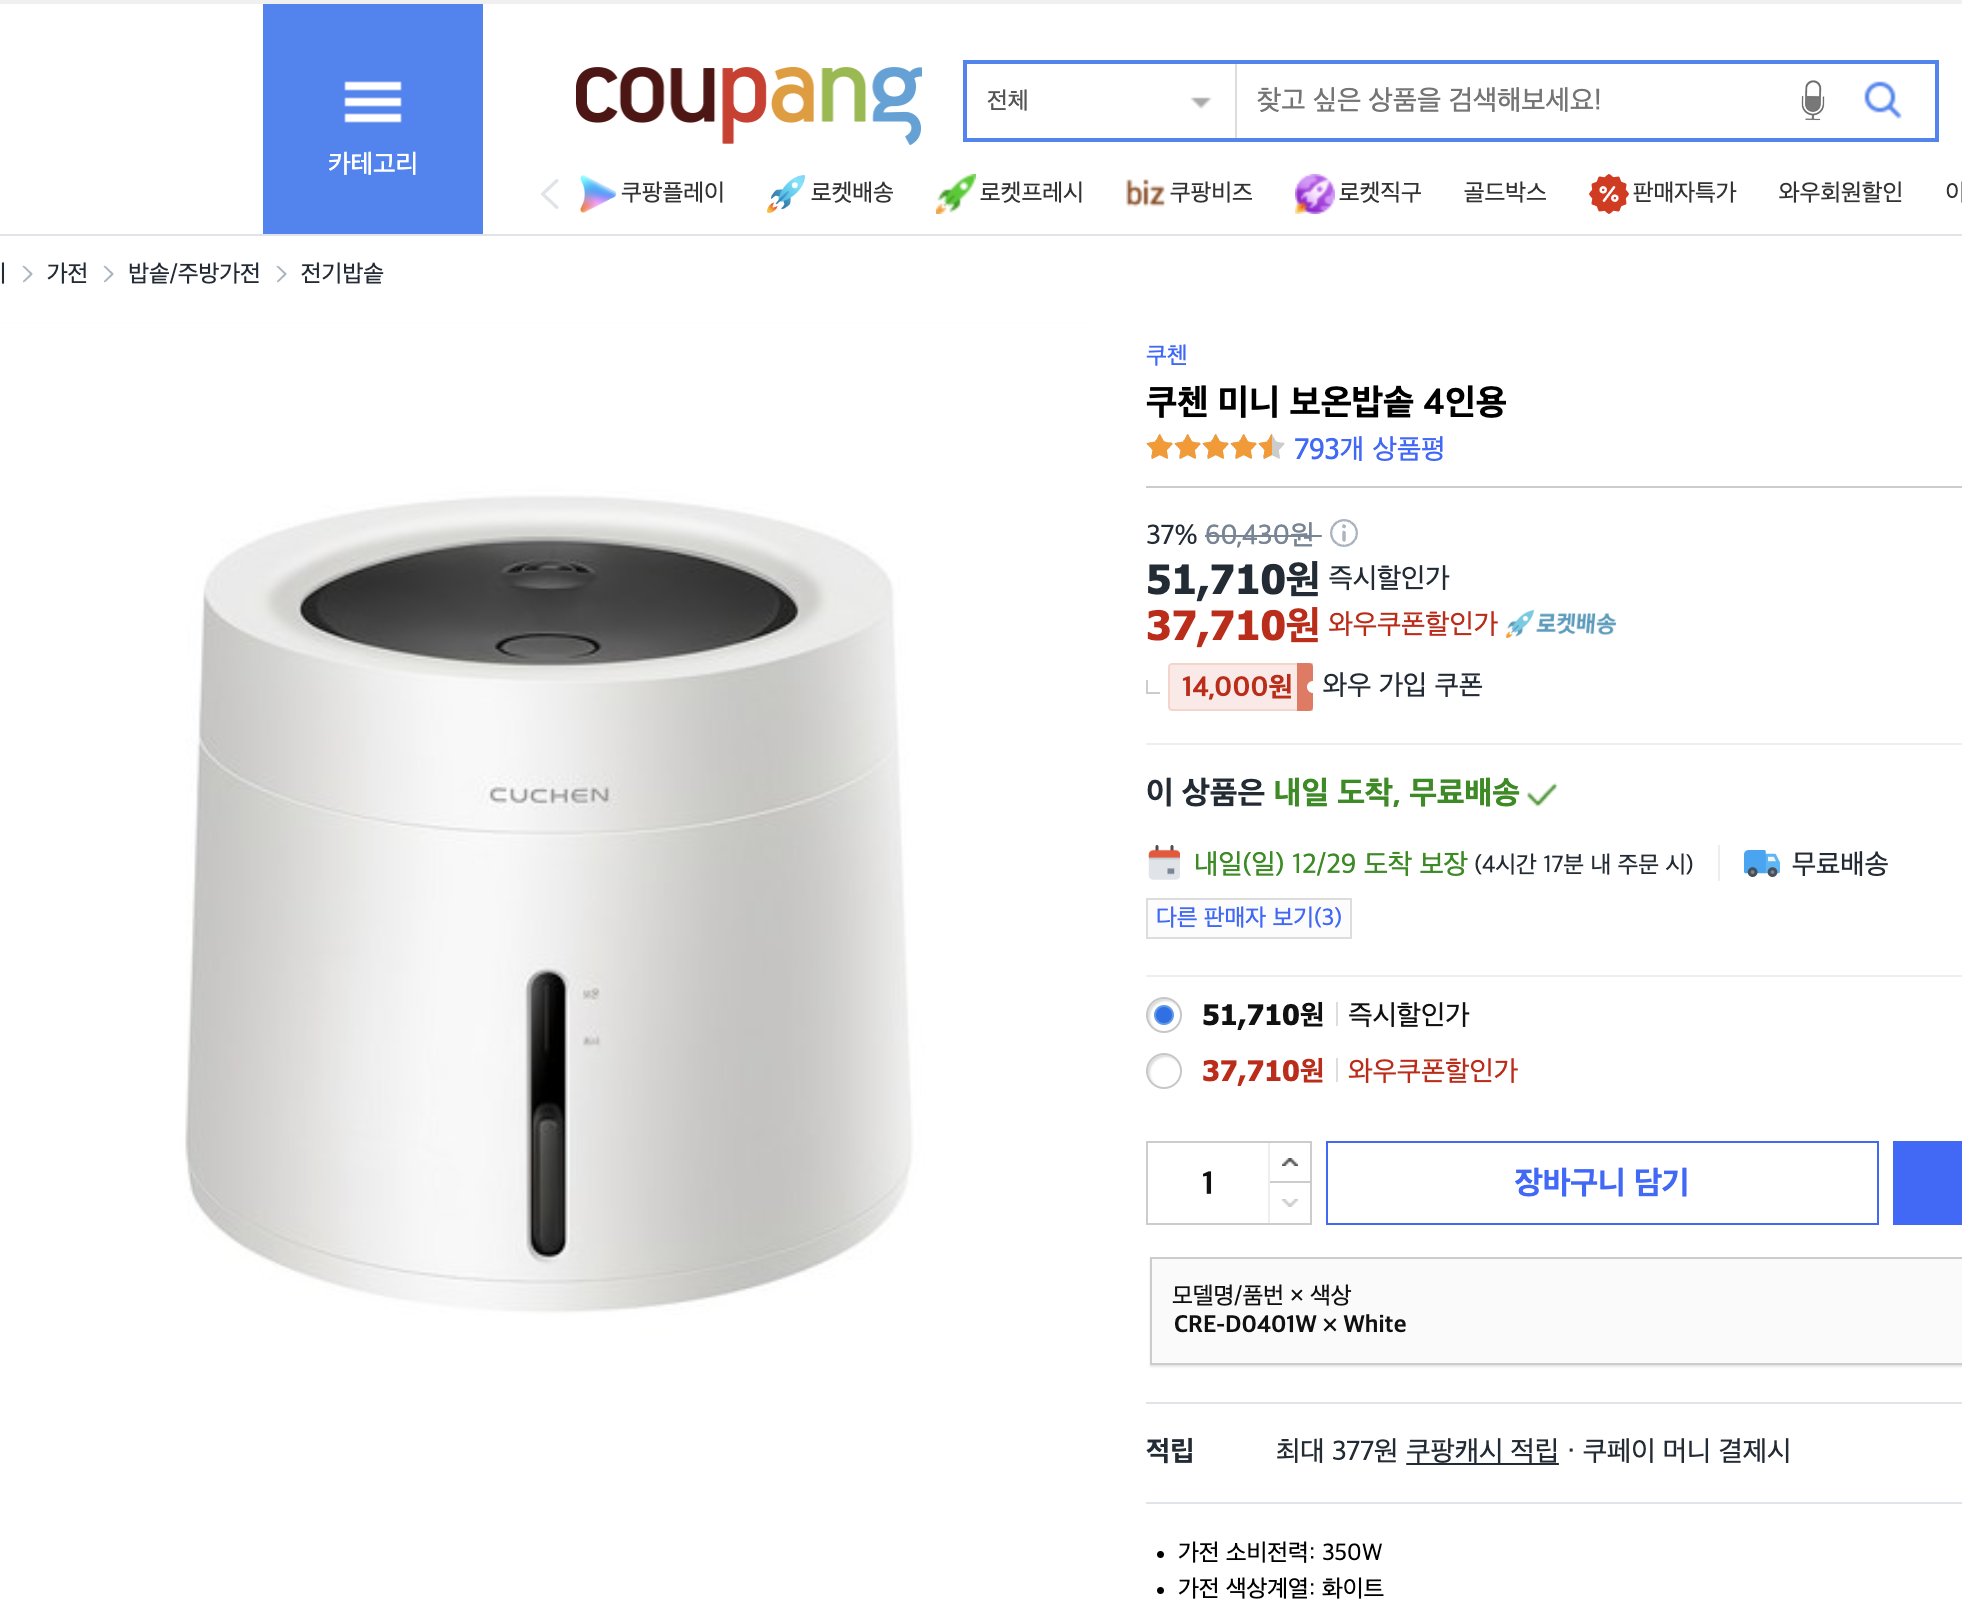 카테고리
coupang
전체
찾고 싶은 상품을 검색해보세요!
쿠팡플레이
로켓배송
로켓프레시
biz 쿠팡비즈
로켓직구
골드박스
% 판매자특가
와우회원할인
가전 > 밥솥/주방가전 > 전기밥솥
쿠첸
쿠첸 미니 보온밥솥 4인용
793개 상품평
37% 60,430원
51,710원 즉시할인가
37,710원 와우쿠폰할인가 로켓배송
14,000원 와우 가입 쿠폰
이 상품은 내일 도착, 무료배송
내일(일) 12/29 도착 보장 (4시간 17분 내 주문 시) 무료배송
다른 판매자 보기(3)
51,710원 즉시할인가
37,710원 와우쿠폰할인가
1
장바구니 담기
모델명/품번 × 색상
CRE-D0401W × White
적립 최대 377원 쿠팡캐시 적립 · 쿠페이 머니 결제시
• 가전 소비전력: 350W
• 가전 색상계열: 화이트
CUCHEN
보온